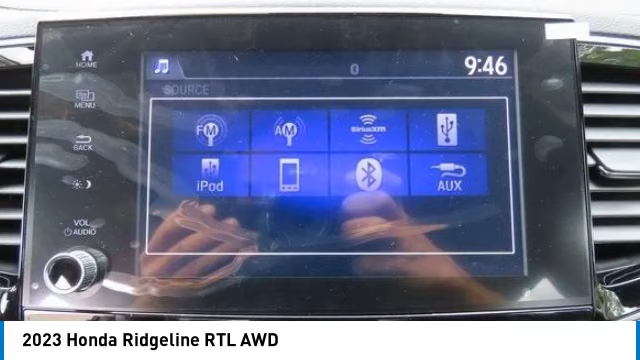 HOME
9:46
SOURCE
MENU
FM
AM
SiriusXM
BACK
iPod
AUX
VOL
AUDIO
2023 Honda Ridgeline RTL AWD